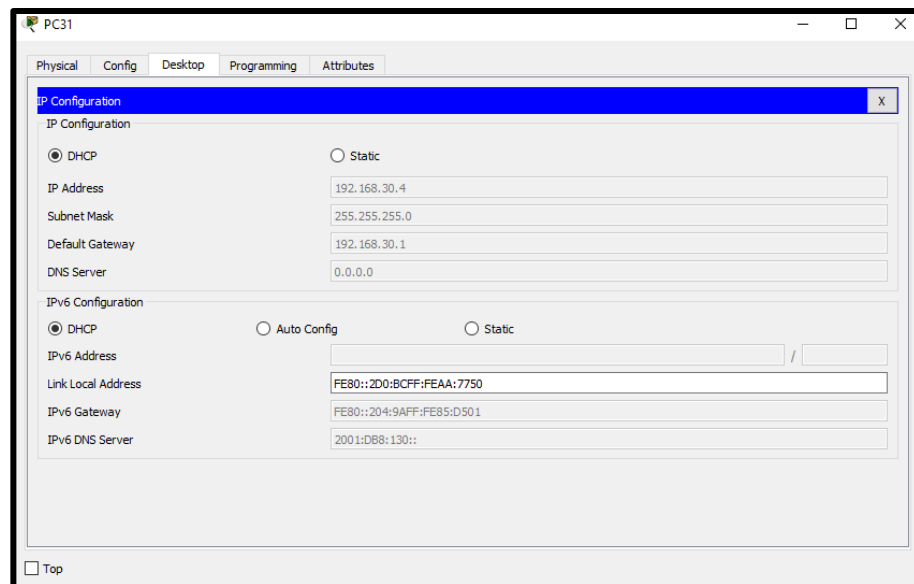 PC31
Physical Config Desktop Programming Attributes
IP Configuration X
IP Configuration
DHCP Static
IP Address 192.168.30.4
Subnet Mask 255.255.255.0
Default Gateway 192.168.30.1
DNS Server 0.0.0.0
IPv6 Configuration
DHCP Auto Config Static
IPv6 Address /
Link Local Address FE80::2D0:BCFF:FEAA:7750
IPv6 Gateway FE80::204:9AFF:FE85:D501
IPv6 DNS Server 2001:DB8:130::
Top